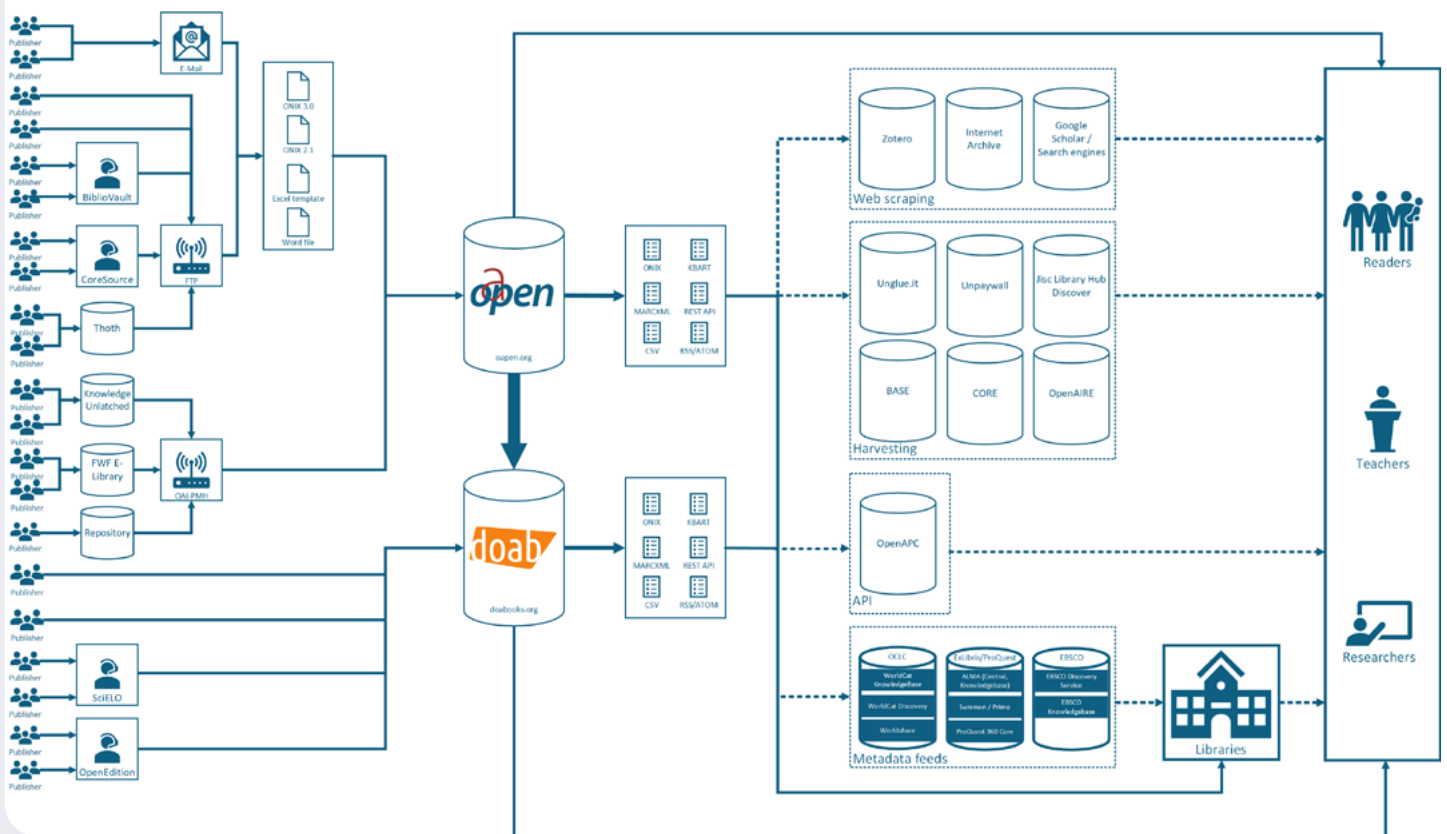 Publisher
Publisher
E-Mail
Publisher
Publisher
Publisher
Publisher
BiblioVault
Publisher
Publisher
CoreSource
FTP
Publisher
Publisher
Thoth
Publisher
Publisher
Knowledge
Unlatched
Publisher
Publisher
FWF E-
Library
OAI PMH
Publisher
Repository
Publisher
Publisher
Publisher
Publisher
SciELO
Publisher
Publisher
OpenEdition
ONIX 3.0
ONIX 2.1
Excel template
Word file
oapen
oapen.org
doab
doabooks.org
ONIX
KBART
MARCXML
REST API
CSV
RSS/ATOM
ONIX
KBART
MARCXML
REST API
CSV
RSS/ATOM
Zotero
Internet
Archive
Google
Scholar /
Search engines
Web scraping
Unglue.it
Unpaywall
Jisc Library Hub
Discover
BASE
CORE
OpenAIRE
Harvesting
OpenAPC
API
OCLC
WorldCat
KnowledgeBase
WorldCat Discovery
Worldshare
ExLibris/ProQuest
ALMA (Central,
Knowledgebase)
Summon / Primo
ProQuest 360 Core
EBSCO
EBSCO Discovery
Service
EBSCO
Knowledgebase
Metadata feeds
Libraries
Readers
Teachers
Researchers